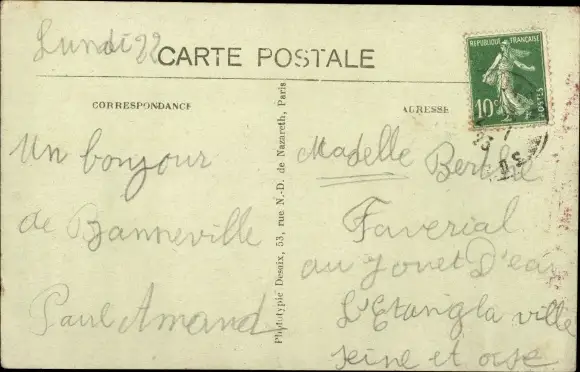 Lundi 22
CARTE POSTALE
REPUBLIQUE FRANÇAISE
10c
POSTES
CORRESPONDANCE
ADRESSE
Un bonjour
de Banneville
Paul Amand
Phototypie Desaix, 53, rue N.-D. de Nazareth, Paris
Madelle Berthe
Faverial
au Jouet D'eau
L'Etang la ville
Seine et oise